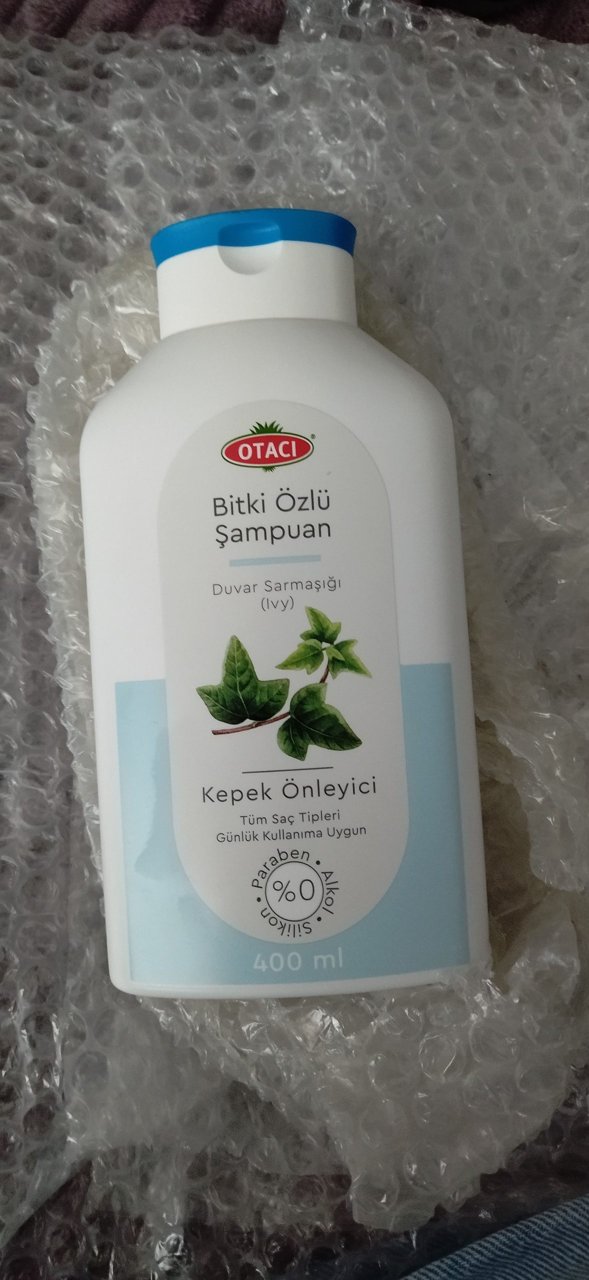 OTACI®
Bitki Özlü
Şampuan
Duvar Sarmaşığı
(Ivy)
Kepek Önleyici
Tüm Saç Tipleri
Günlük Kullanıma Uygun
Paraben • Alkol • Silikon •
%0
400 ml